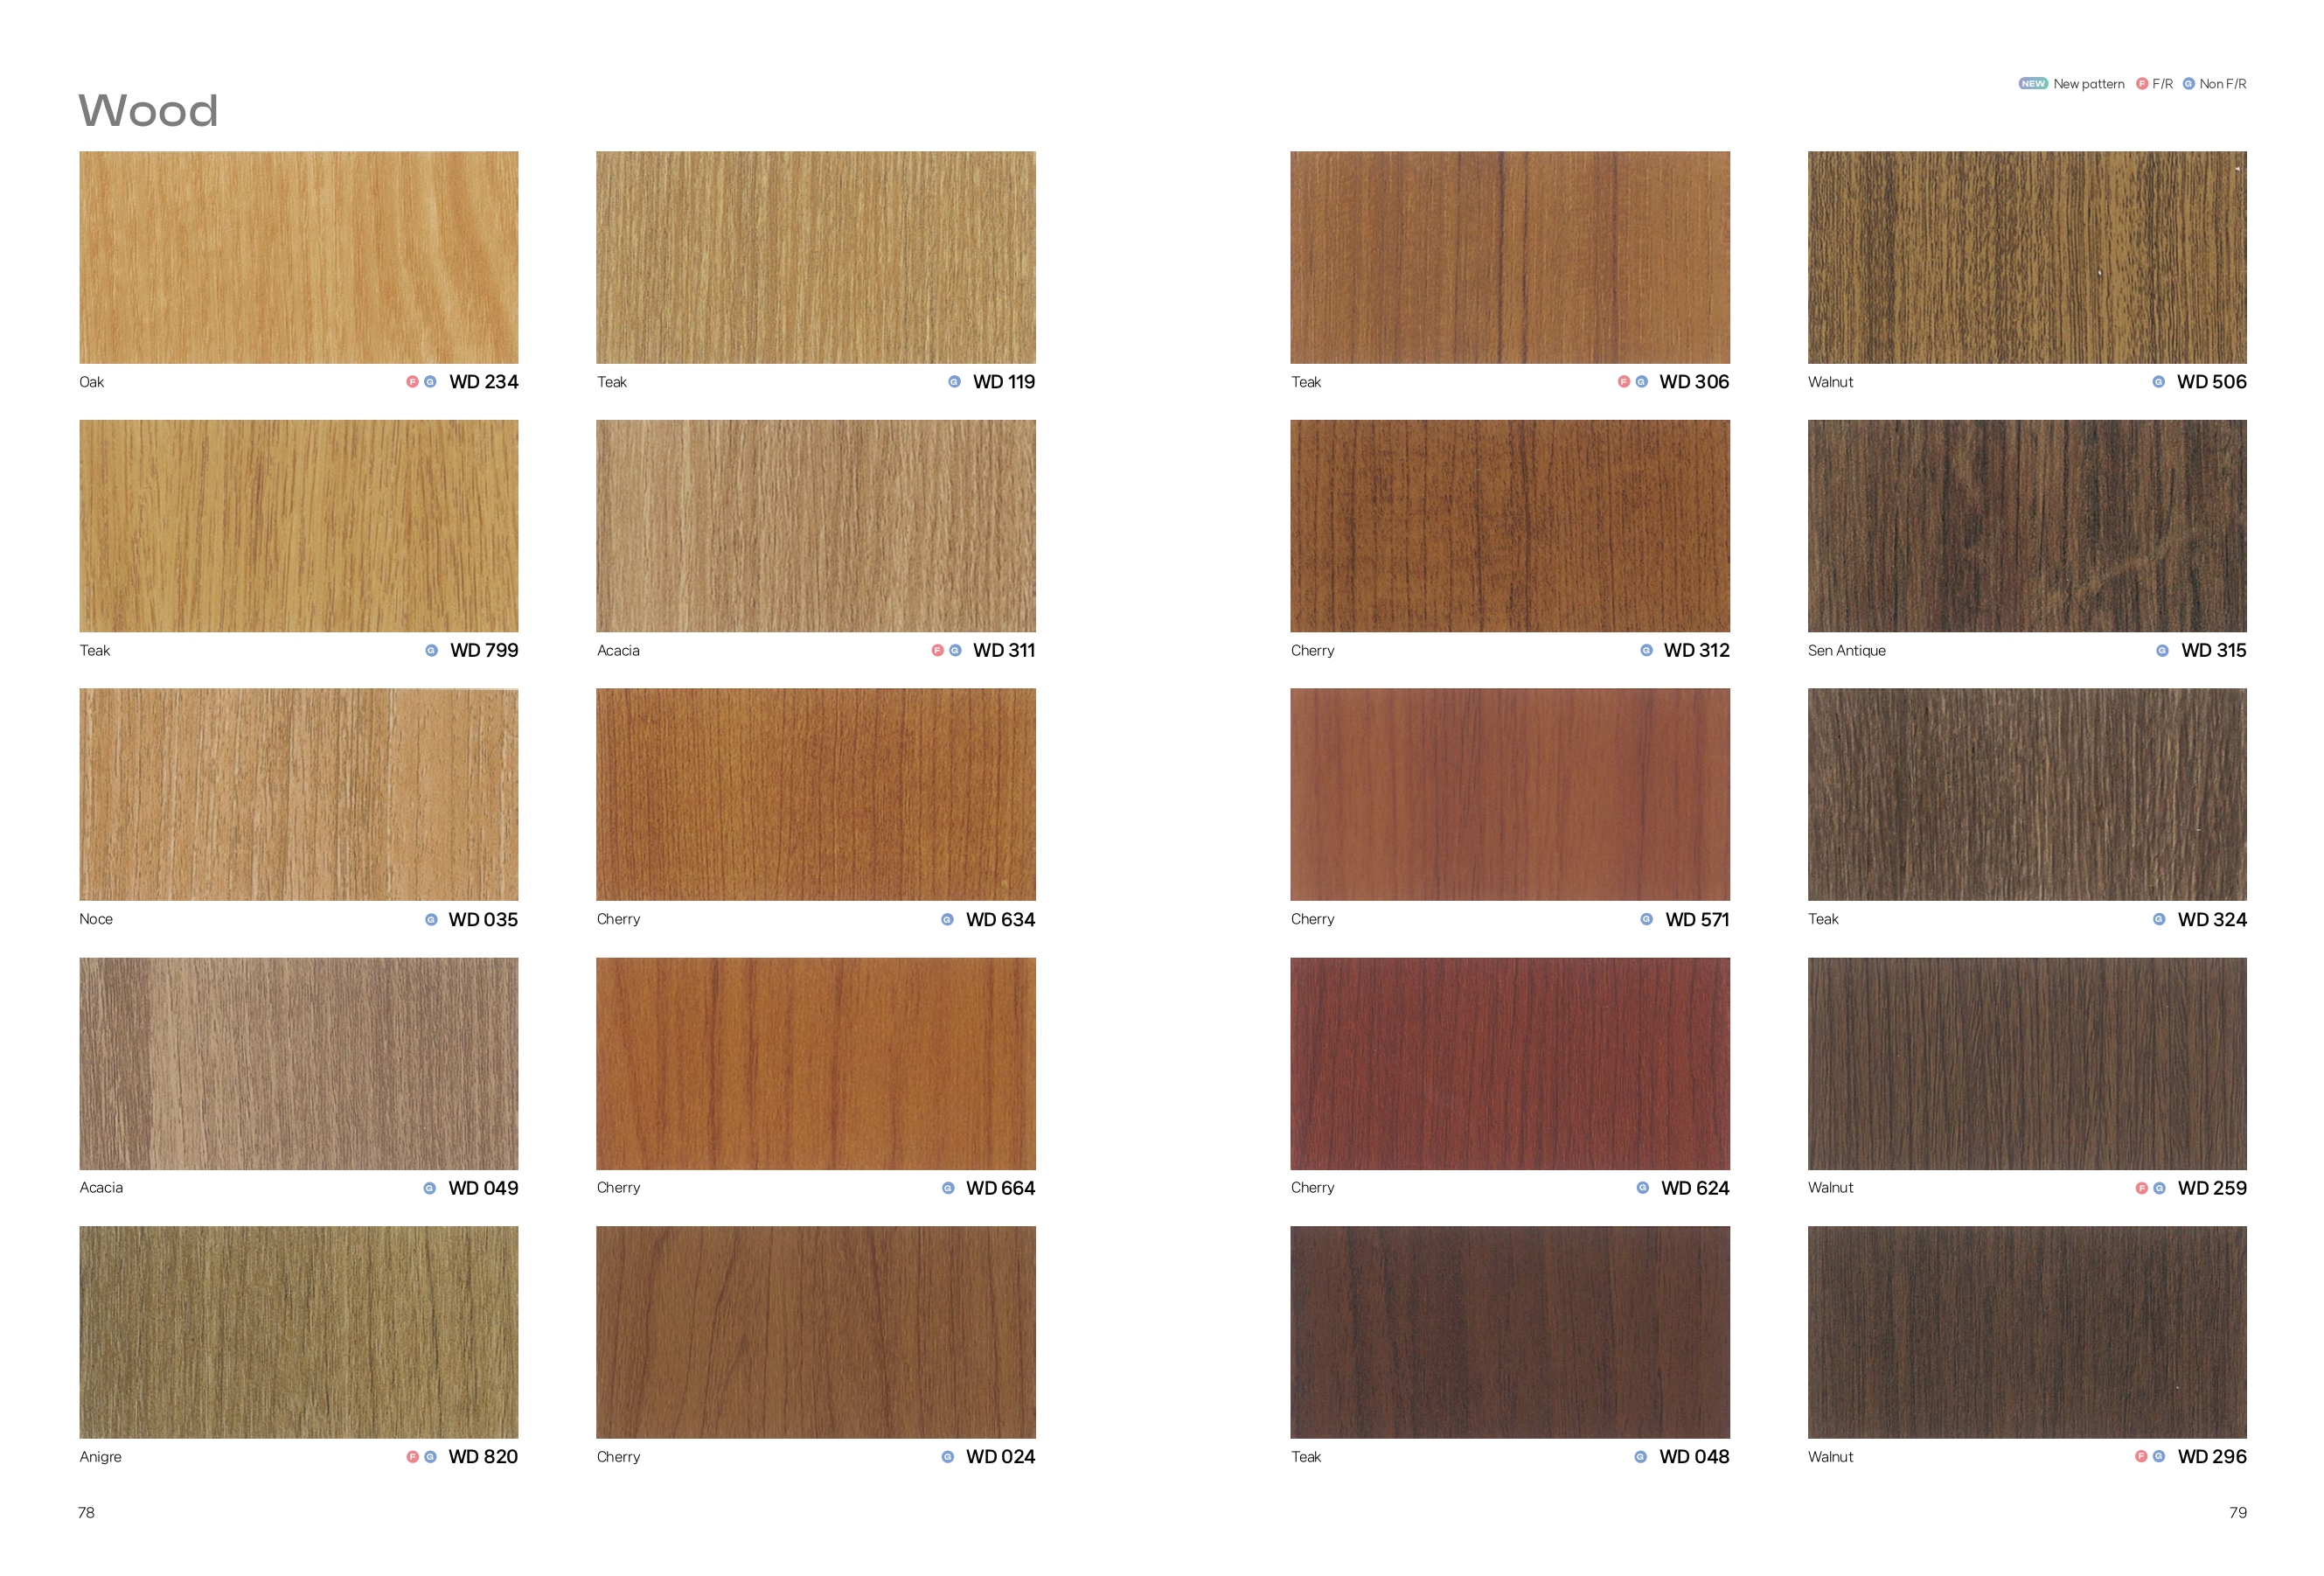 Wood
NEW New pattern F F/R G Non F/R
Oak F G WD 234
Teak G WD 119
Teak F G WD 306
Walnut G WD 506
Teak G WD 799
Acacia F G WD 311
Cherry G WD 312
Sen Antique G WD 315
Noce G WD 035
Cherry G WD 634
Cherry G WD 571
Teak G WD 324
Acacia G WD 049
Cherry G WD 664
Cherry G WD 624
Walnut F G WD 259
Anigre F G WD 820
Cherry G WD 024
Teak G WD 048
Walnut F G WD 296
78
79